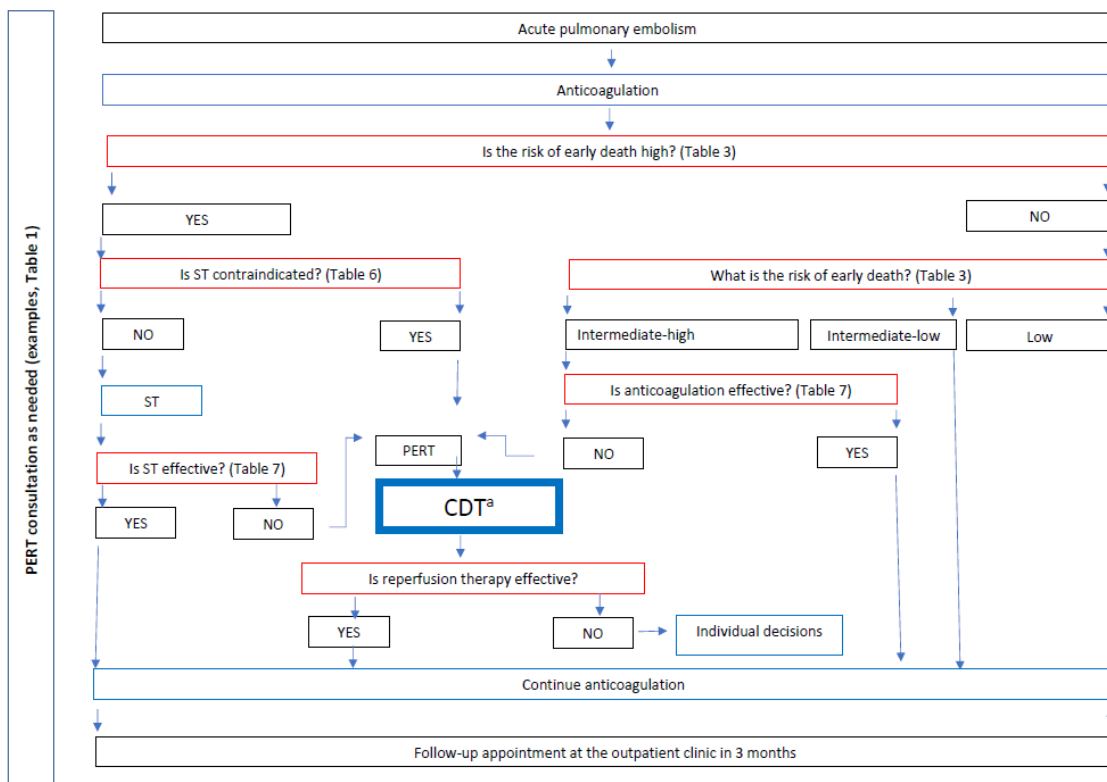 PERT consultation as needed (examples, Table 1)
Acute pulmonary embolism
Anticoagulation
Is the risk of early death high? (Table 3)
YES
NO
Is ST contraindicated? (Table 6)
What is the risk of early death? (Table 3)
NO
YES
Intermediate-high
Intermediate-low
Low
ST
Is anticoagulation effective? (Table 7)
PERT
NO
YES
Is ST effective? (Table 7)
CDTa
YES
NO
Is reperfusion therapy effective?
YES
NO
Individual decisions
Continue anticoagulation
Follow-up appointment at the outpatient clinic in 3 months